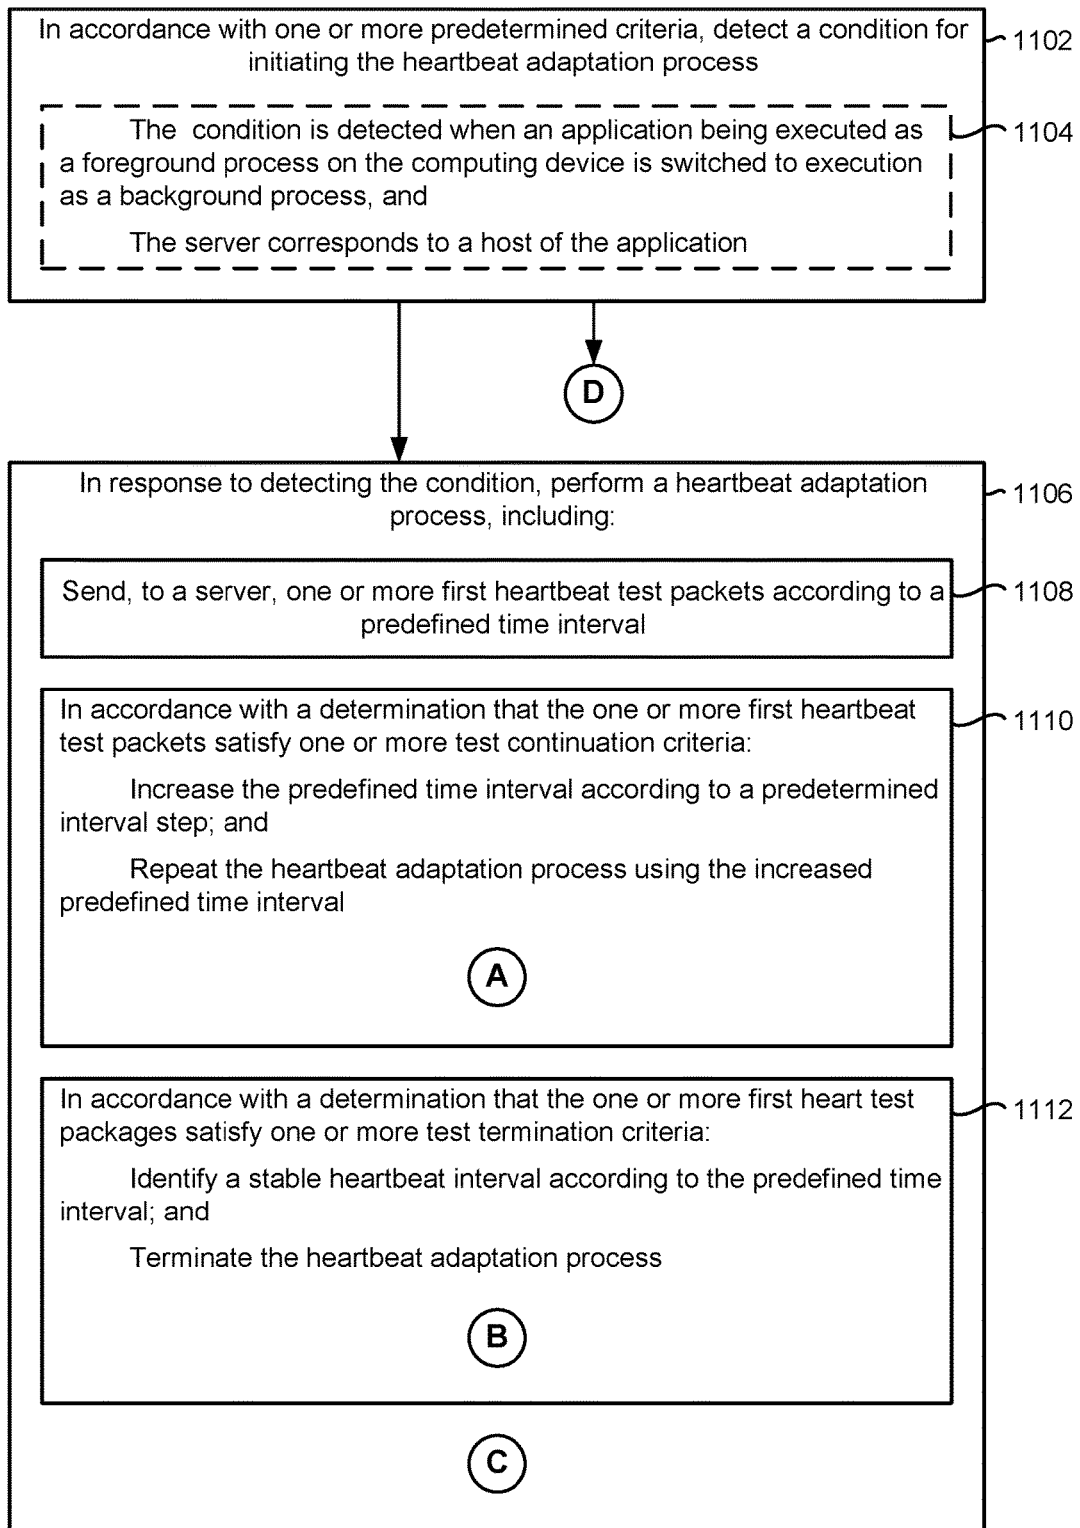 In accordance with one or more predetermined criteria, detect a condition for
initiating the heartbeat adaptation process
1102
The condition is detected when an application being executed as
a foreground process on the computing device is switched to execution
as a background process, and
The server corresponds to a host of the application
1104
D
In response to detecting the condition, perform a heartbeat adaptation
process, including:
1106
Send, to a server, one or more first heartbeat test packets according to a
predefined time interval
1108
In accordance with a determination that the one or more first heartbeat
test packets satisfy one or more test continuation criteria:
Increase the predefined time interval according to a predetermined
interval step; and
Repeat the heartbeat adaptation process using the increased
predefined time interval
1110
A
In accordance with a determination that the one or more first heart test
packages satisfy one or more test termination criteria:
Identify a stable heartbeat interval according to the predefined time
interval; and
Terminate the heartbeat adaptation process
1112
B
C